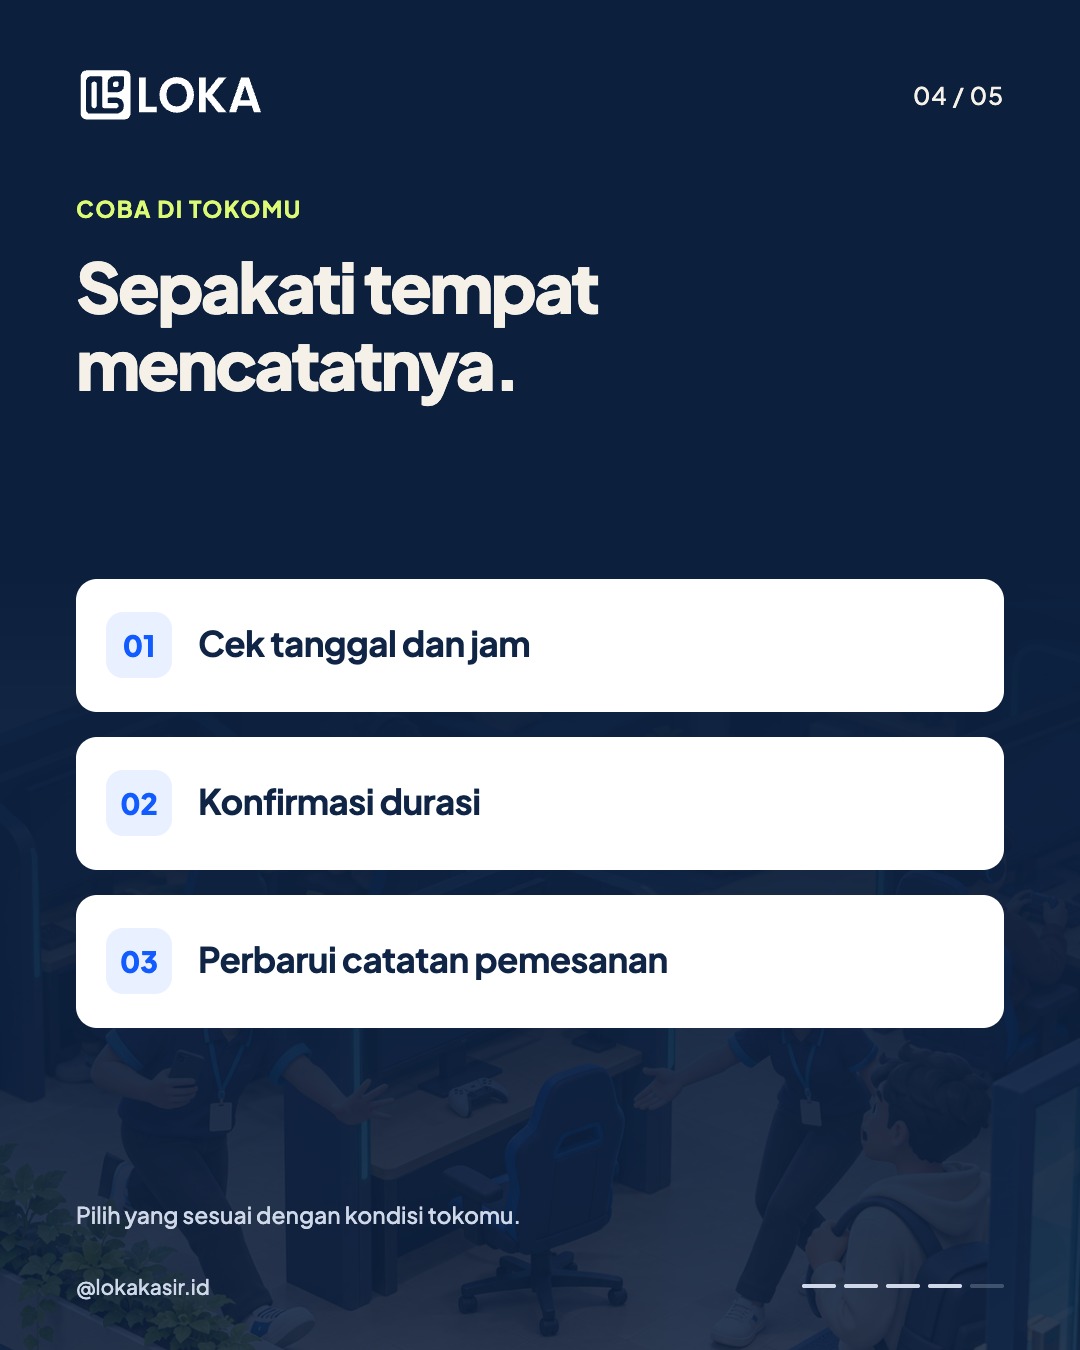 LOKA
04 / 05
COBA DI TOKOMU
Sepakati tempat
mencatatnya.
01 Cek tanggal dan jam
02 Konfirmasi durasi
03 Perbarui catatan pemesanan
Pilih yang sesuai dengan kondisi tokomu.
@lokakasir.id